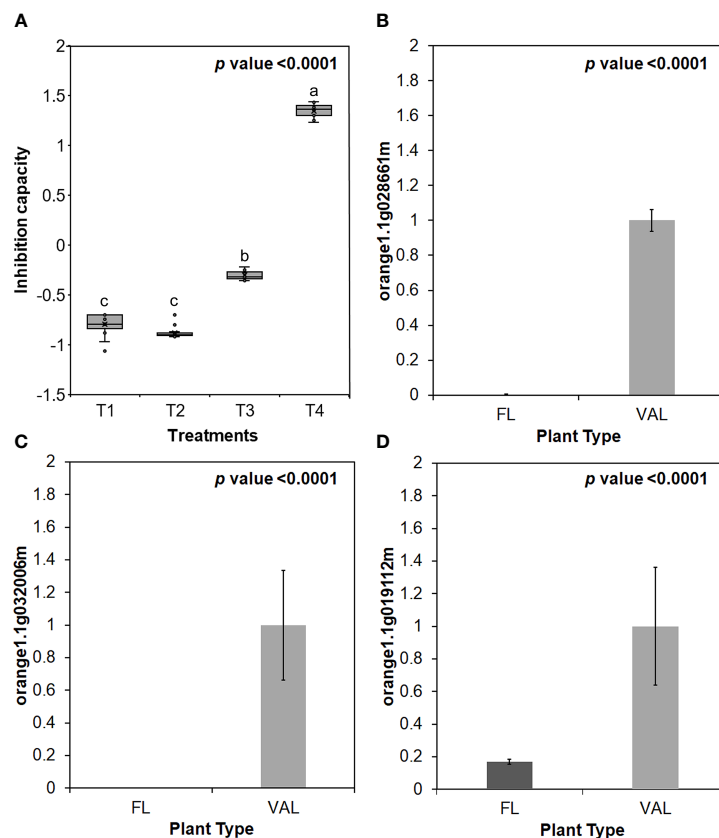 A
p value <0.0001
Inhibition capacity
2
1.5
1
0.5
0
-0.5
-1
-1.5
a
b
c
c
T1 T2 T3 T4
Treatments
B
p value <0.0001
orange1.1g028661m
2
1.8
1.6
1.4
1.2
1
0.8
0.6
0.4
0.2
0
FL VAL
Plant Type
C
p value <0.0001
orange1.1g032006m
2
1.8
1.6
1.4
1.2
1
0.8
0.6
0.4
0.2
0
FL VAL
Plant Type
D
p value <0.0001
orange1.1g019112m
2
1.8
1.6
1.4
1.2
1
0.8
0.6
0.4
0.2
0
FL VAL
Plant Type